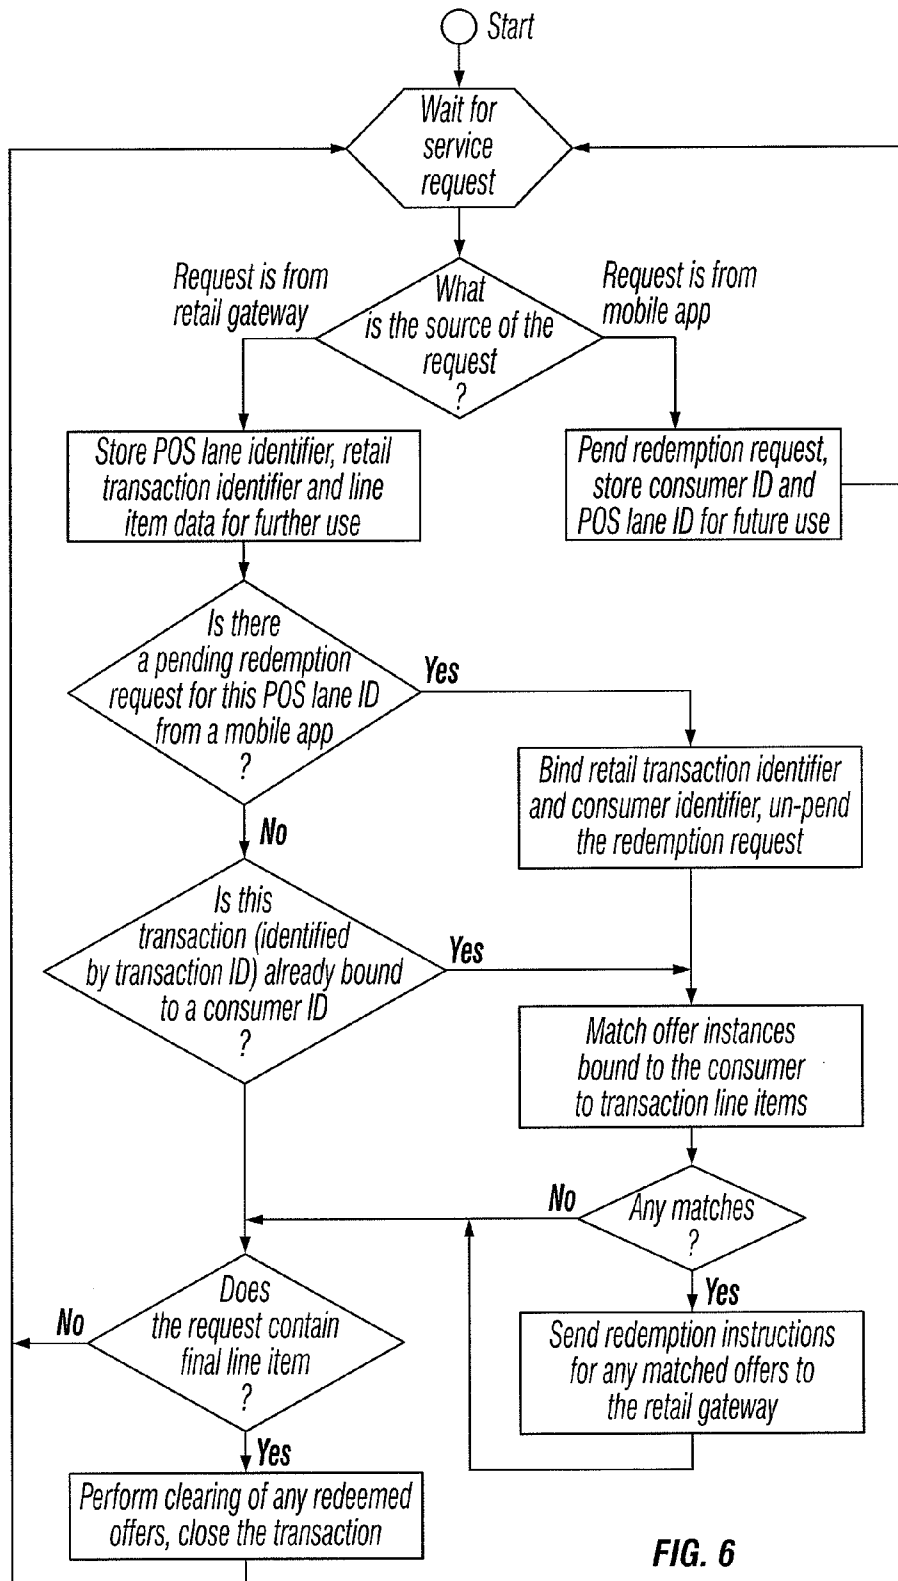 Start
Wait for
service
request
Request is from
retail gateway
What
is the source of the
request
?
Request is from
mobile app
Store POS lane identifier, retail
transaction identifier and line
item data for further use
Pend redemption request,
store consumer ID and
POS lane ID for future use
Is there
a pending redemption
request for this POS lane ID
from a mobile app
?
Yes
No
Bind retail transaction identifier
and consumer identifier, un-pend
the redemption request
Is this
transaction (identified
by transaction ID) already bound
to a consumer ID
?
Yes
Match offer instances
bound to the consumer
to transaction line items
Any matches
?
No
Yes
Does
the request contain
final line item
?
No
Yes
Send redemption instructions
for any matched offers to
the retail gateway
Perform clearing of any redeemed
offers, close the transaction
FIG. 6